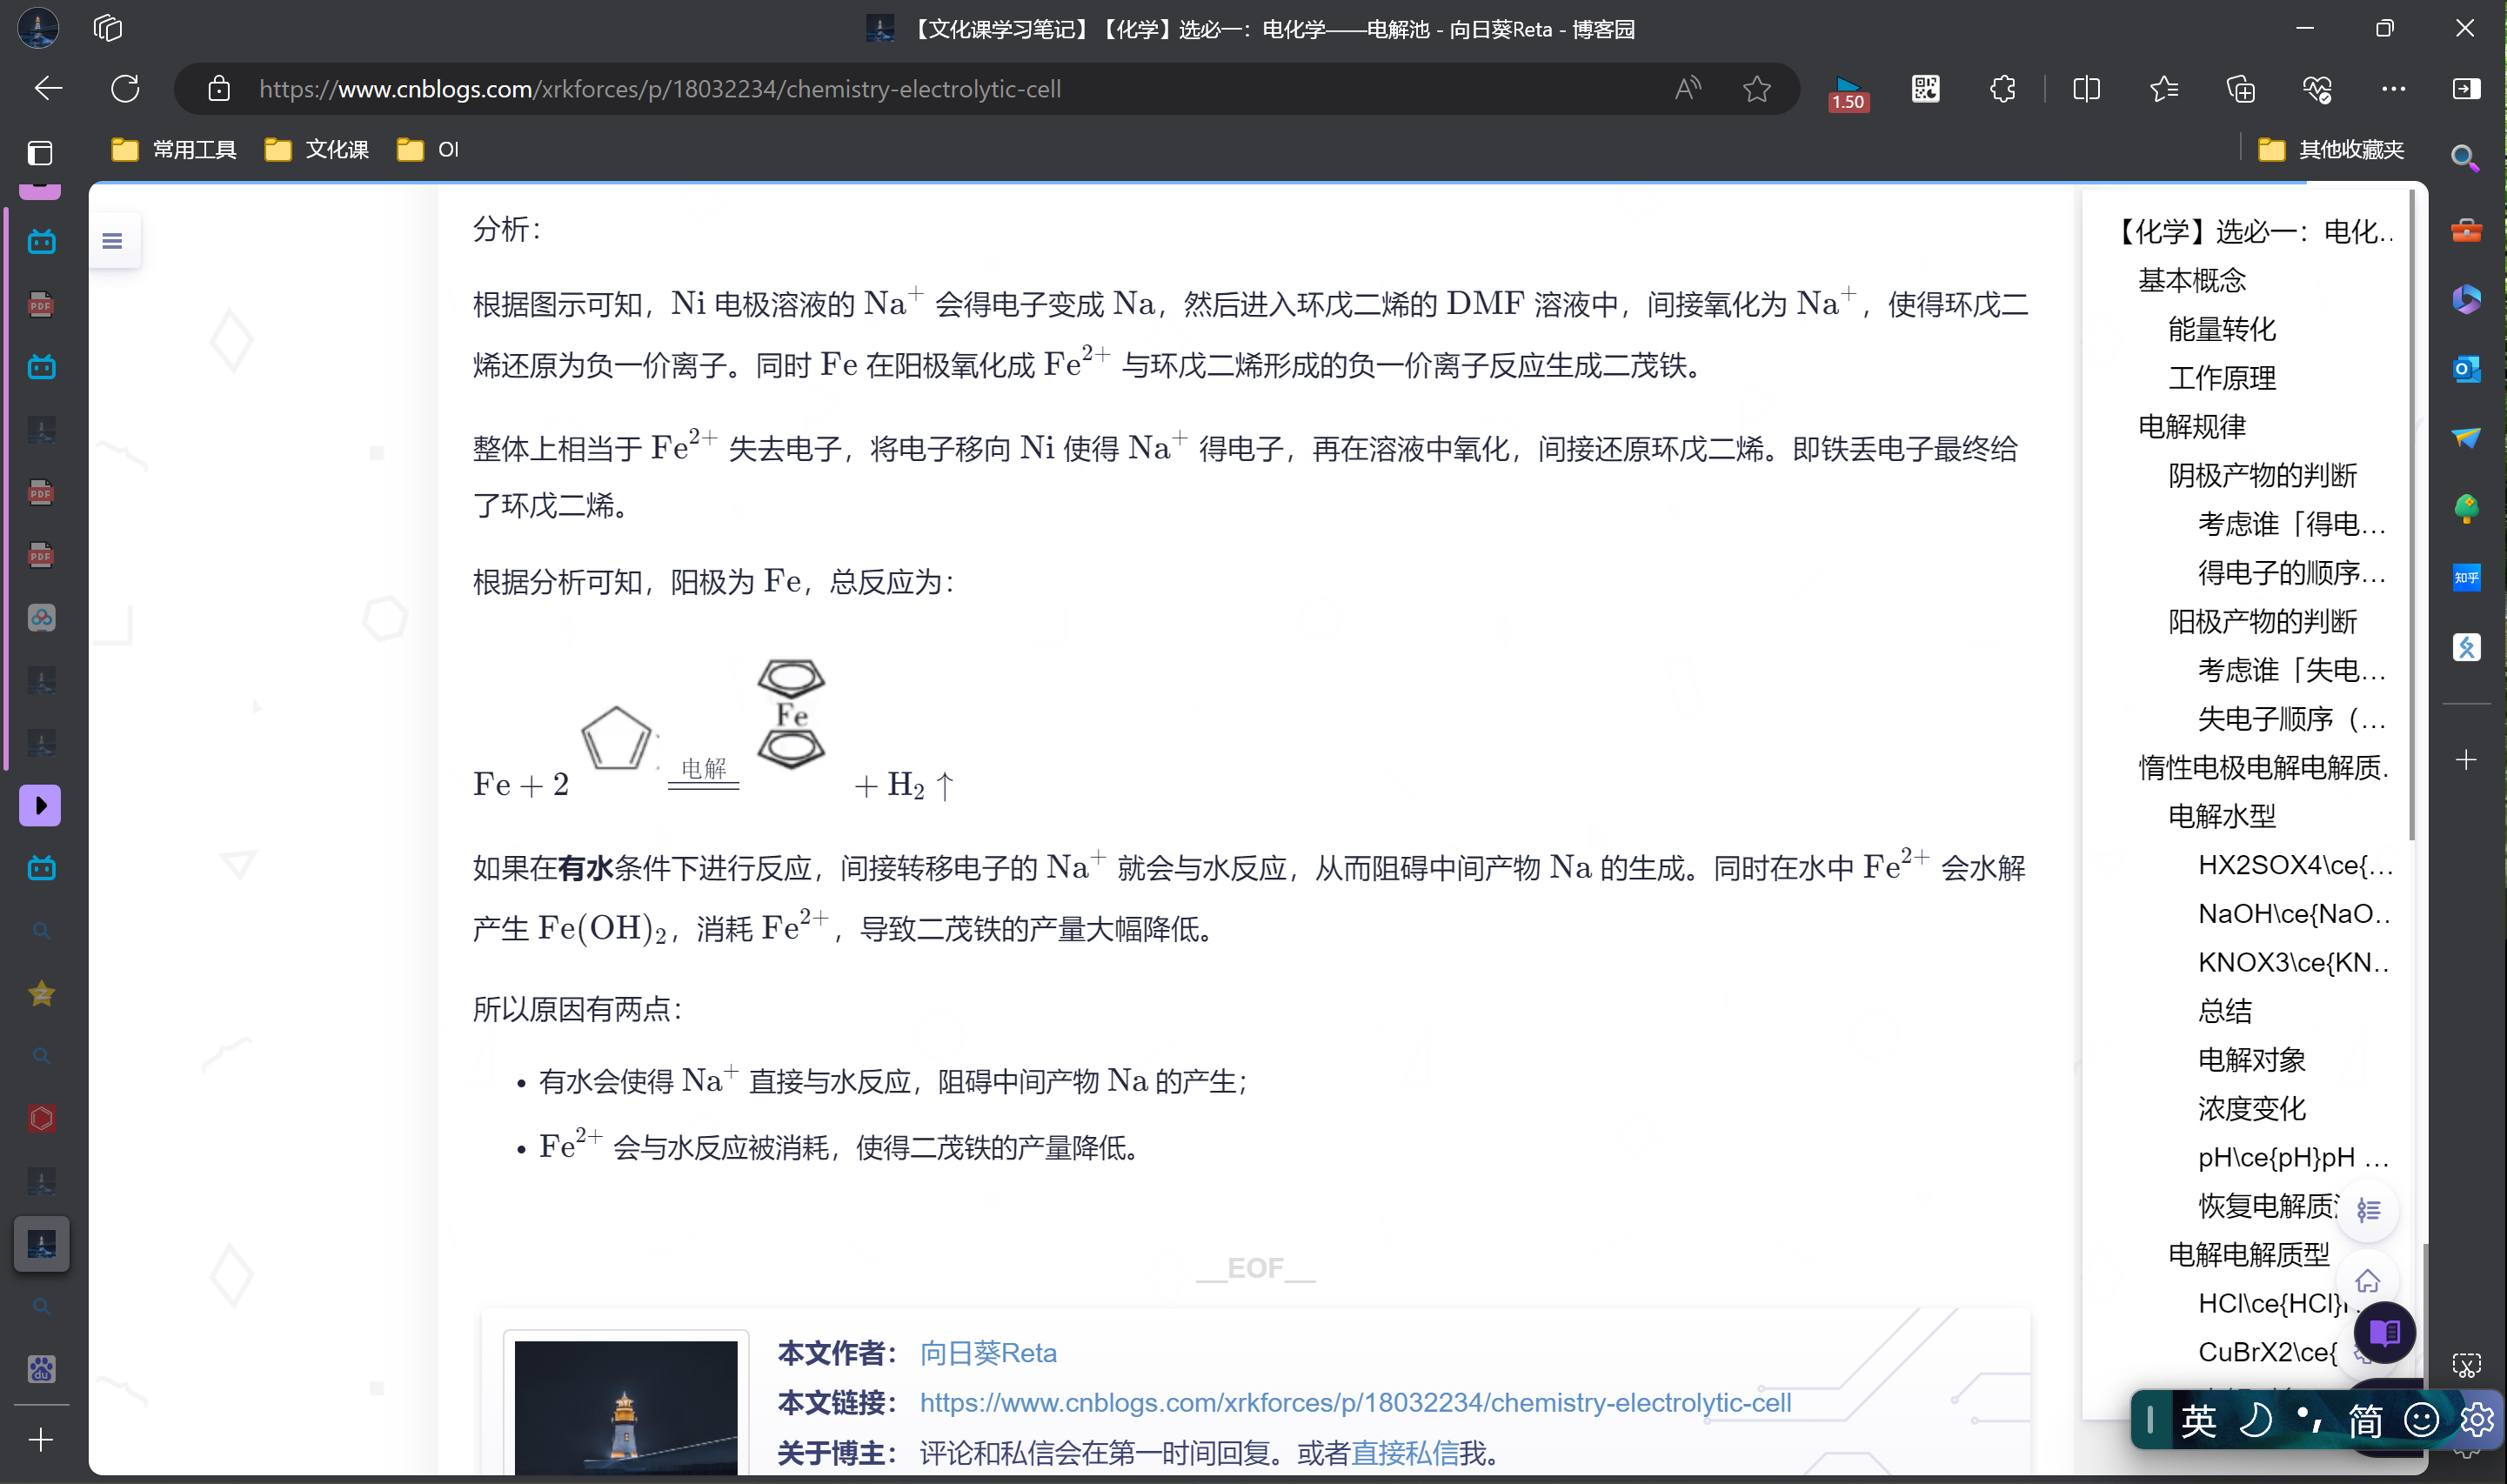 【文化课学习笔记】【化学】选必一：电化学——电解池 - 向日葵Reta - 博客园
https://www.cnblogs.com/xrkforces/p/18032234/chemistry-electrolytic-cell
1.50
常用工具 文化课 OI 其他收藏夹
分析：
根据图示可知，Ni 电极溶液的 Na⁺ 会得电子变成 Na，然后进入环戊二烯的 DMF 溶液中，间接氧化为 Na⁺，使得环戊二
烯还原为负一价离子。同时 Fe 在阳极氧化成 Fe²⁺ 与环戊二烯形成的负一价离子反应生成二茂铁。
整体上相当于 Fe²⁺ 失去电子，将电子移向 Ni 使得 Na⁺ 得电子，再在溶液中氧化，间接还原环戊二烯。即铁丢电子最终给
了环戊二烯。
根据分析可知，阳极为 Fe，总反应为：
Fe
Fe + 2 电解 + H₂ ↑
如果在有水条件下进行反应，间接转移电子的 Na⁺ 就会与水反应，从而阻碍中间产物 Na 的生成。同时在水中 Fe²⁺ 会水解
产生 Fe(OH)₂，消耗 Fe²⁺，导致二茂铁的产量大幅降低。
所以原因有两点：
• 有水会使得 Na⁺ 直接与水反应，阻碍中间产物 Na 的产生；
• Fe²⁺ 会与水反应被消耗，使得二茂铁的产量降低。
__EOF__
本文作者： 向日葵Reta
本文链接： https://www.cnblogs.com/xrkforces/p/18032234/chemistry-electrolytic-cell
关于博主： 评论和私信会在第一时间回复。或者直接私信我。
【化学】选必一：电化...
基本概念
能量转化
工作原理
电解规律
阴极产物的判断
考虑谁「得电...
得电子的顺序...
阳极产物的判断
考虑谁「失电...
失电子顺序（...
惰性电极电解电解质...
电解水型
HX2SOX4\ce{...
NaOH\ce{NaO...
KNOX3\ce{KN...
总结
电解对象
浓度变化
pH\ce{pH}pH ...
恢复电解质
电解电解质型
HCl\ce{HCl}
CuBrX2\ce{
PDF
PDF
PDF
du
知乎
英 简